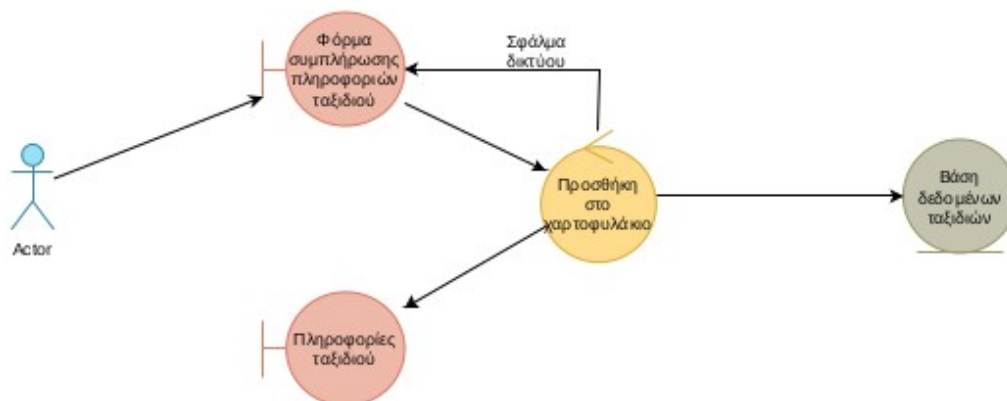 Φόρμα
συμπλήρωσης
πληροφοριών
ταξιδιού
Σφάλμα
δικτύου
Actor
Προσθήκη
στο
χαρτοφυλάκιο
Βάση
δεδομένων
ταξιδιών
Πληροφορίες
ταξιδιού